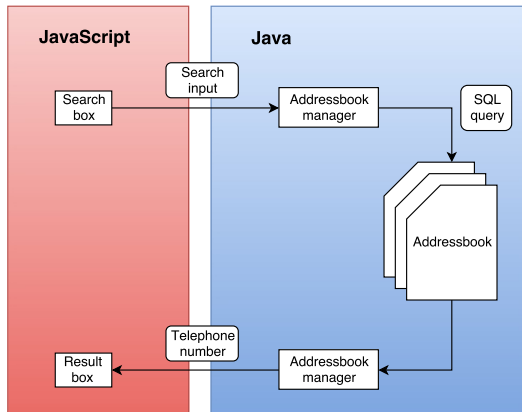 JavaScript
Java
Search
input
Search
box
Addressbook
manager
SQL
query
Addressbook
Telephone
number
Result
box
Addressbook
manager